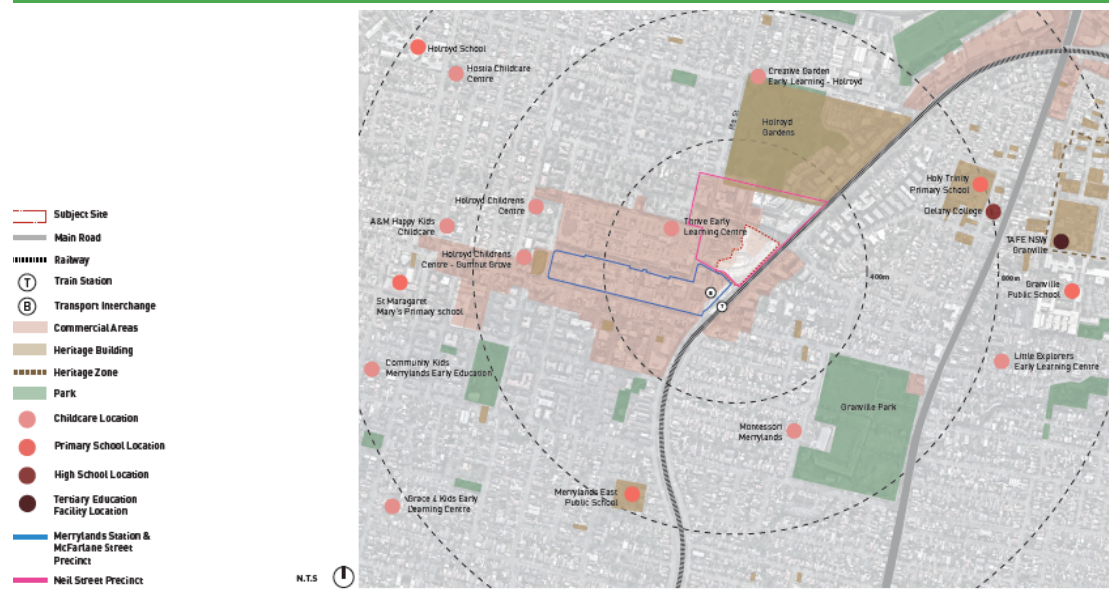 Subject Site
Main Road
Railway
T
Train Station
B
Transport Interchange
Commercial Areas
Heritage Building
Heritage Zone
Park
Childcare Location
Primary School Location
High School Location
Tertiary Education
Facility Location
Merrylands Station &
McFarlane Street
Precinct
Neil Street Precinct
N.T.S
Holroyd School
Hosila Childcare
Centre
Creative Garden
Early Learning - Holroyd
Pitt St
Holroyd
Gardens
Holy Trinity
Primary School
Delany College
TAFE NSW
Granville
Granville
Public School
Holroyd Childrens
Centre
A&M Happy Kids
Childcare
Thrive Early
Learning Centre
Holroyd Childrens
Centre - Gumnut Grove
St Maragaret
Mary's Primary school
B
T
400m
800m
Community Kids
Merrylands Early Education
Little Explorers
Early Learning Centre
Granville Park
Montessori
Merrylands
Merrylands East
Public School
Grace & Kids Early
Learning Centre